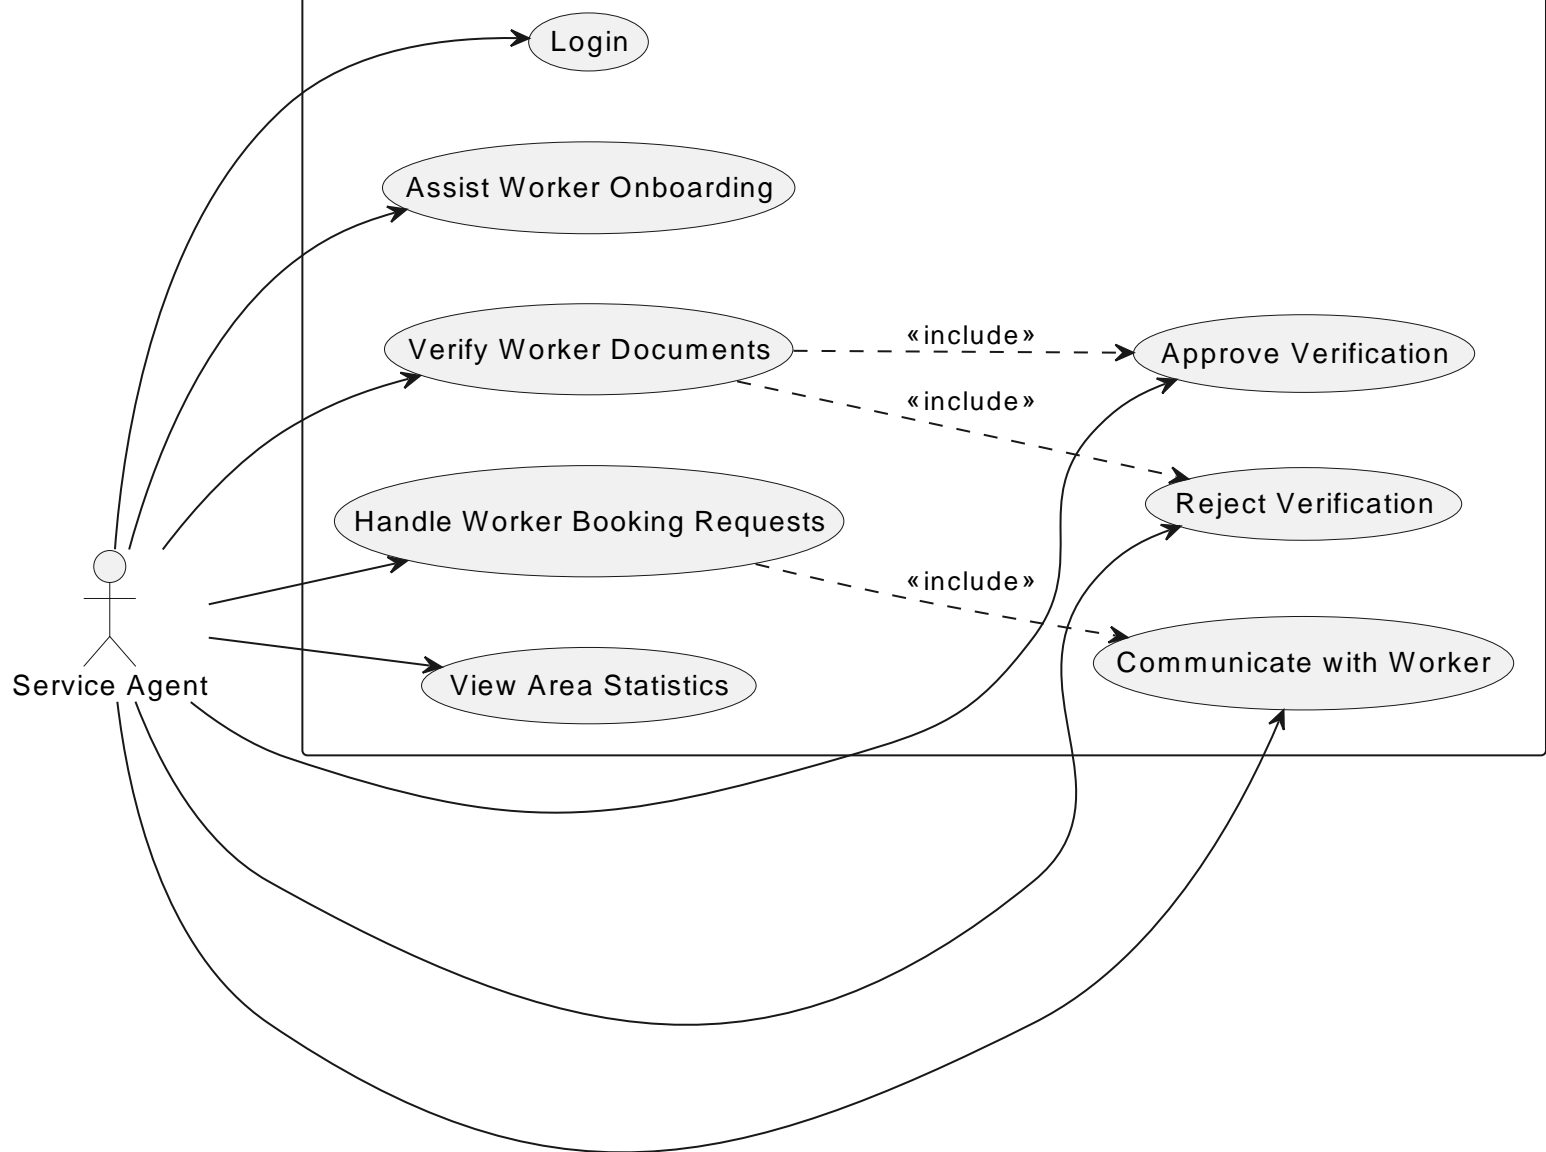 Login
Assist Worker Onboarding
Verify Worker Documents
«include»
Approve Verification
«include»
Handle Worker Booking Requests
Reject Verification
«include»
Communicate with Worker
Service Agent
View Area Statistics